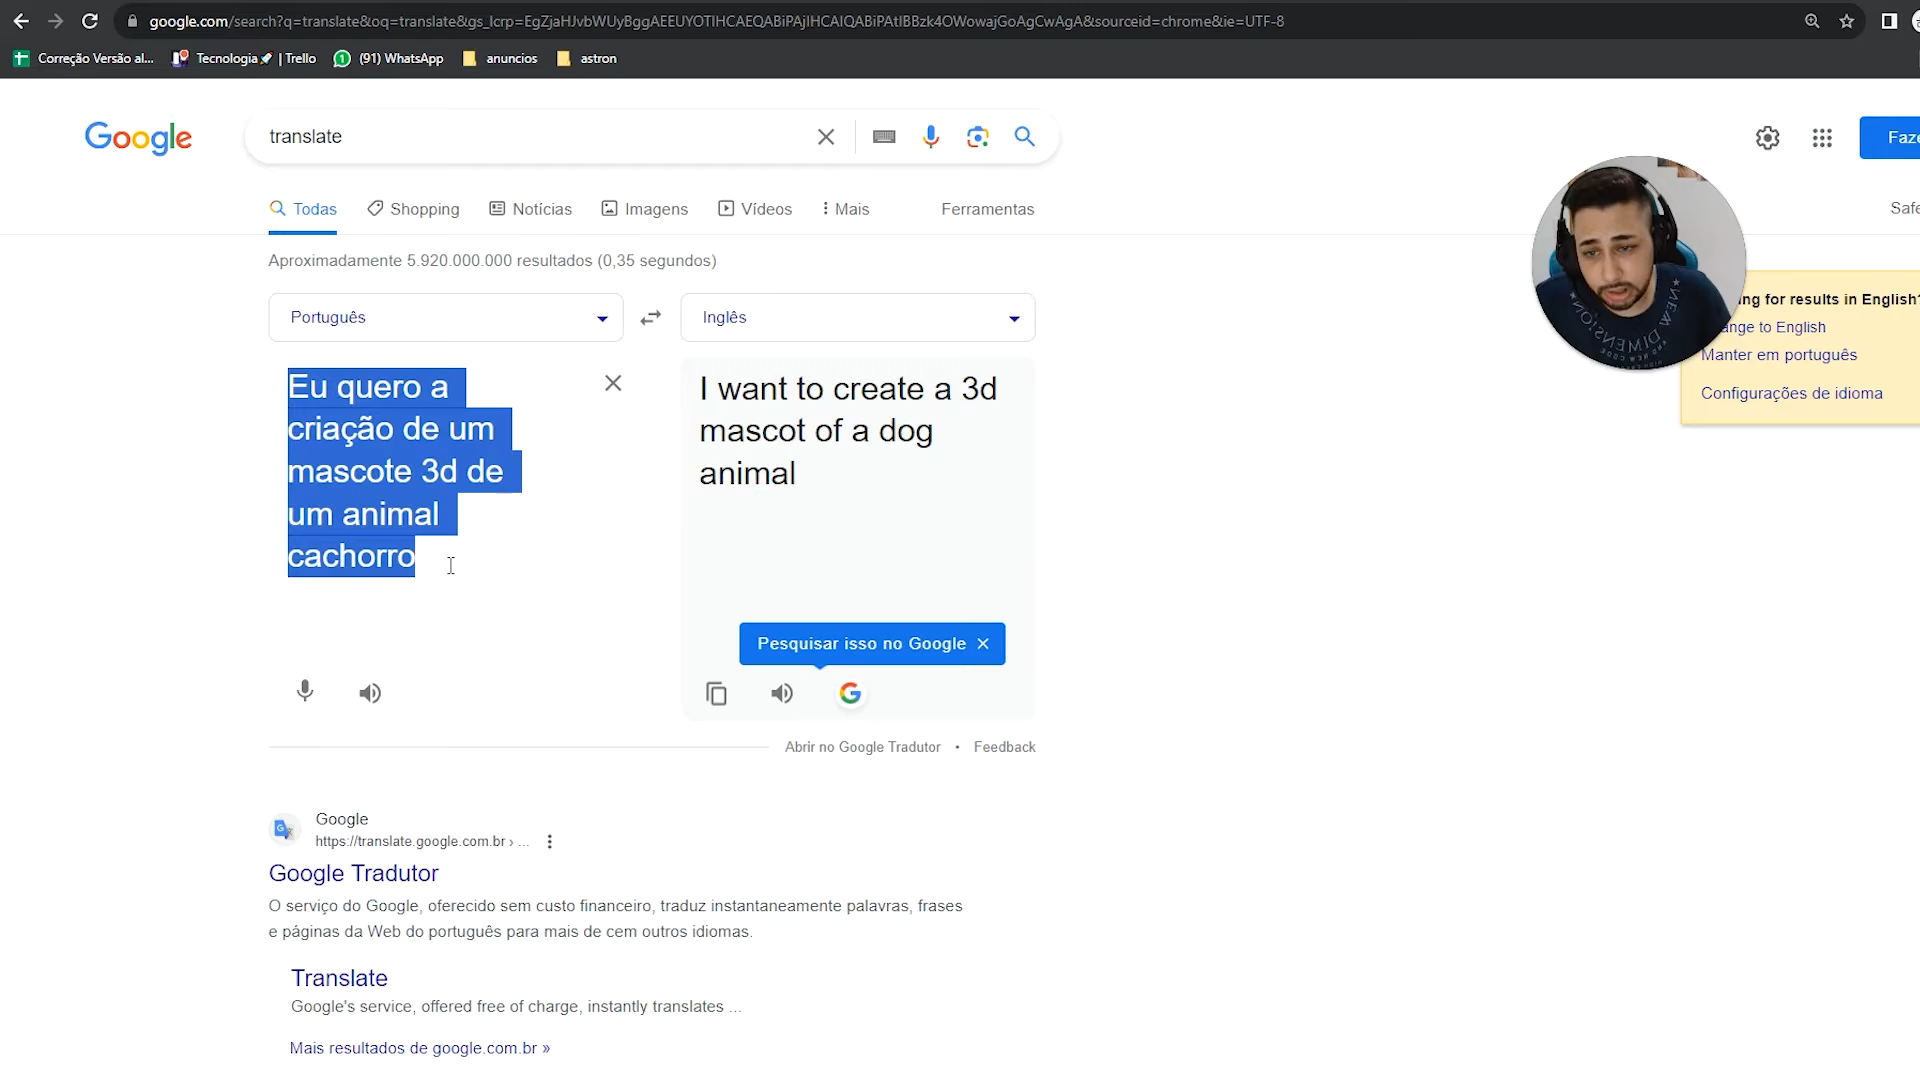 google.com/search?q=translate&oq=translate&gs_lcrp=EgZjaHJvbWUyBggAEEUYOTIHCAEQABiPAjIHCAIQABiPAtIBBzk4OWowajGoAgCwAgA&sourceid=chrome&ie=UTF-8
Correção Versão al...
Tecnologia🚀 | Trello
(91) WhatsApp
anuncios
astron
Google
translate
Faze
Todas
Shopping
Notícias
Imagens
Vídeos
Mais
Ferramentas
Safe
Aproximadamente 5.920.000.000 resultados (0,35 segundos)
Português
Inglês
ng for results in English?
ange to English
Manter em português
Configurações de idioma
Eu quero a
criação de um
mascote 3d de
um animal
cachorro
I want to create a 3d
mascot of a dog
animal
Pesquisar isso no Google
Abrir no Google Tradutor • Feedback
Google
https://translate.google.com.br › ...
Google Tradutor
O serviço do Google, oferecido sem custo financeiro, traduz instantaneamente palavras, frases
e páginas da Web do português para mais de cem outros idiomas.
Translate
Google's service, offered free of charge, instantly translates ...
Mais resultados de google.com.br »
NEW DIMENSION